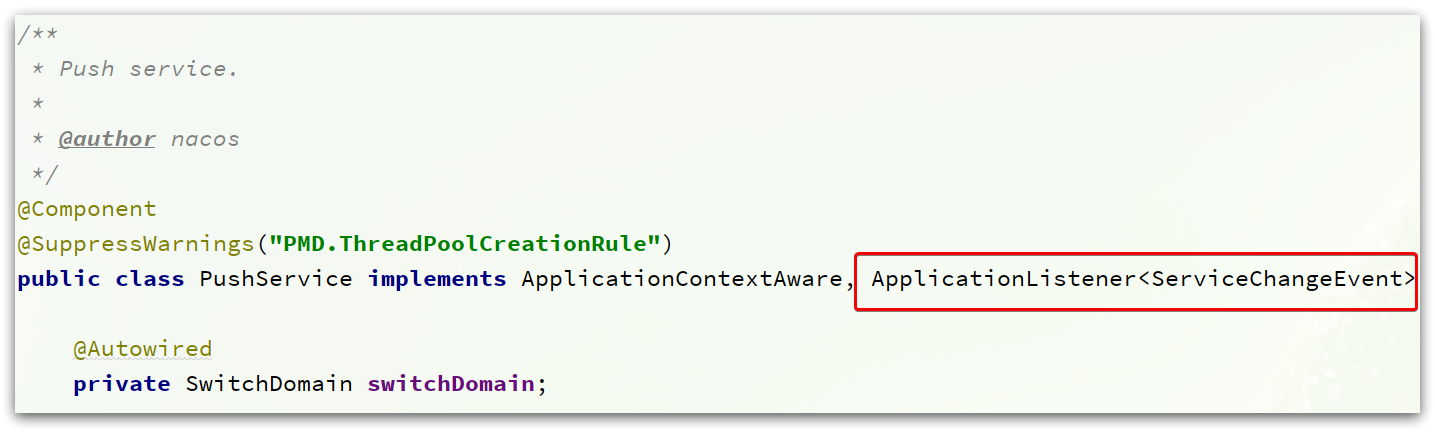 /**
 * Push service.
 *
 * @author nacos
 */
@Component
@SuppressWarnings("PMD.ThreadPoolCreationRule")
public class PushService implements ApplicationContextAware, ApplicationListener<ServiceChangeEvent>
@Autowired
private SwitchDomain switchDomain;